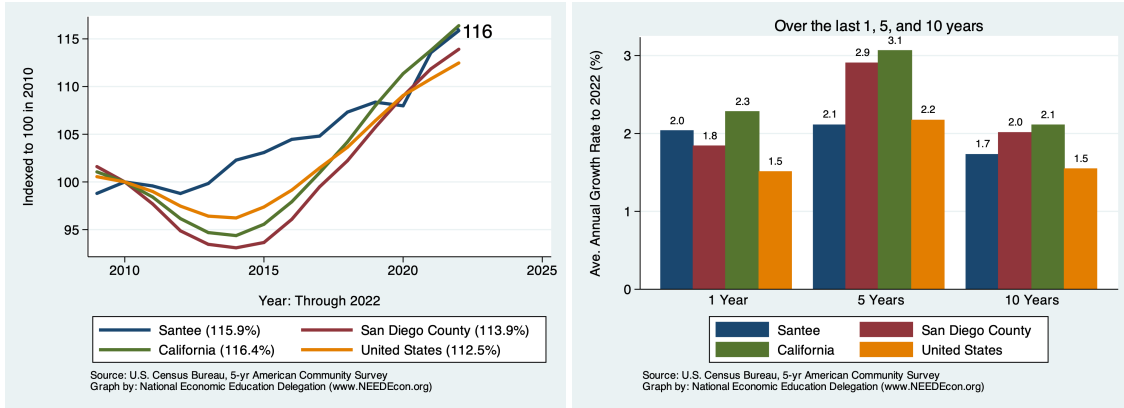 116
115
110
105
100
95
Indexed to 100 in 2010
2010 2015 2020 2025
Year: Through 2022
Santee (115.9%) San Diego County (113.9%)
California (116.4%) United States (112.5%)
Source: U.S. Census Bureau, 5-yr American Community Survey
Graph by: National Economic Education Delegation (www.NEEDEcon.org)
Over the last 1, 5, and 10 years
Ave. Annual Growth Rate to 2022 (%)
3
2
1
0
2.0 1.8 2.3 1.5
2.1 2.9 3.1 2.2
1.7 2.0 2.1 1.5
1 Year 5 Years 10 Years
Santee San Diego County
California United States
Source: U.S. Census Bureau, 5-yr American Community Survey
Graph by: National Economic Education Delegation (www.NEEDEcon.org)